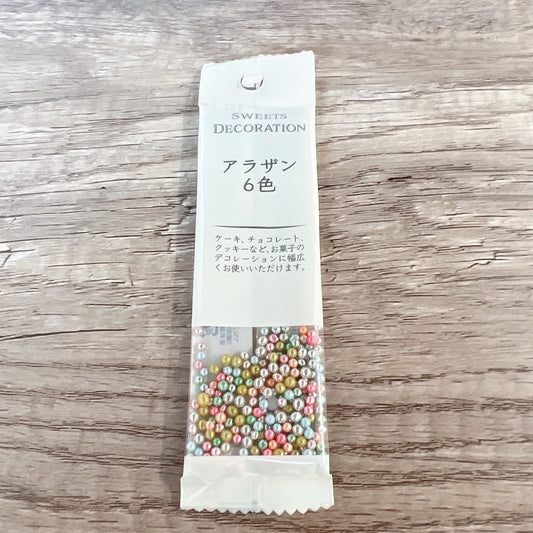 SWEETS
DECORATION
アラザン
6色
ケーキ、チョコレート、
クッキーなど、お菓子の
デコレーションに幅広
くお使いいただけます。